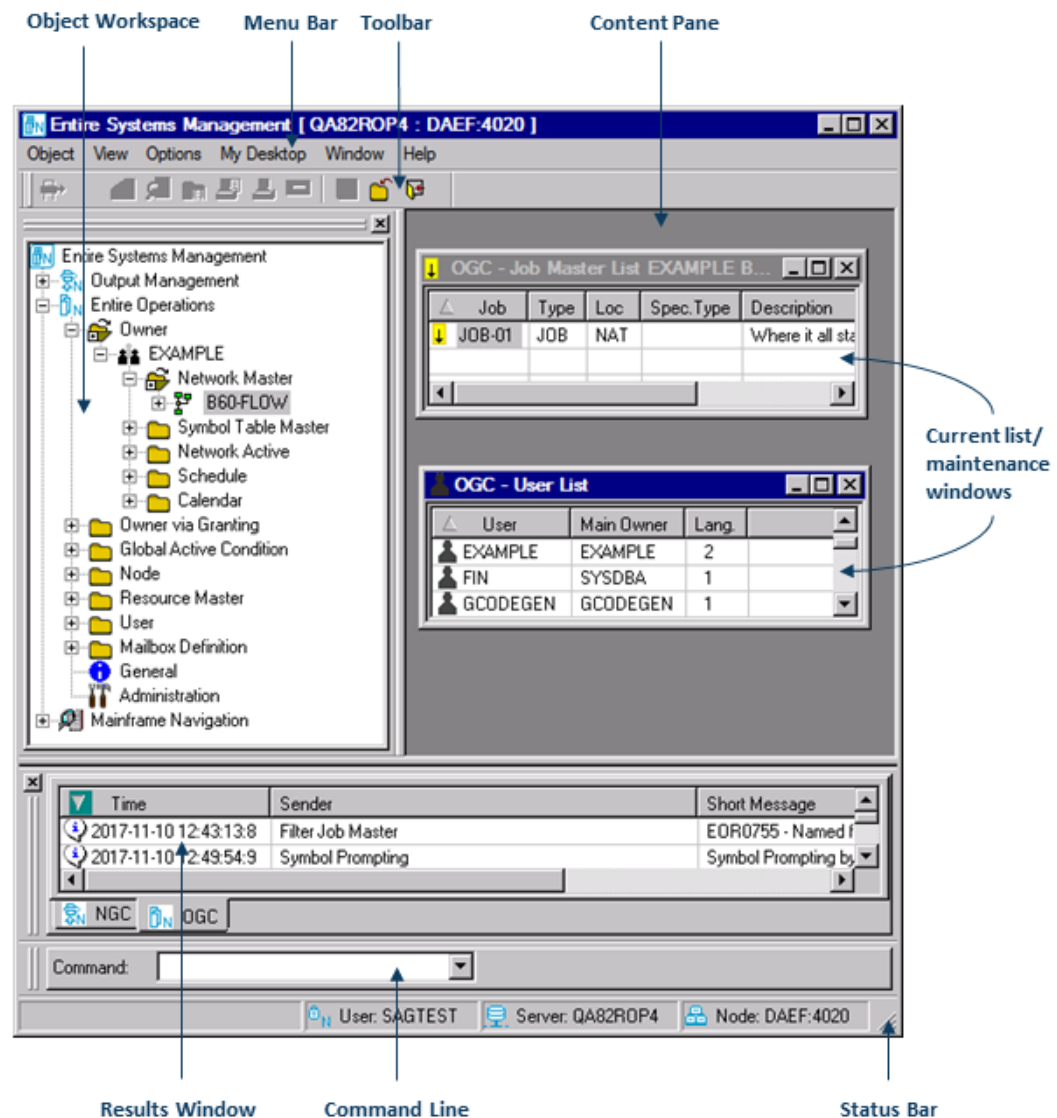 Object Workspace
Menu Bar
Toolbar
Content Pane
Entire Systems Management [ QA82ROP4 : DAEF:4020 ]
Object View Options My Desktop Window Help
Entire Systems Management
Output Management
Entire Operations
Owner
EXAMPLE
Network Master
B60-FLOW
Symbol Table Master
Network Active
Schedule
Calendar
Owner via Granting
Global Active Condition
Node
Resource Master
User
Mailbox Definition
General
Administration
Mainframe Navigation
OGC - Job Master List EXAMPLE B...
Job Type Loc Spec.Type Description
JOB-01 JOB NAT Where it all sta
OGC - User List
User Main Owner Lang.
EXAMPLE EXAMPLE 2
FIN SYSDBA 1
GCODEGEN GCODEGEN 1
Current list/
maintenance
windows
Time Sender Short Message
2017-11-10 12:43:13:8 Filter Job Master EOR0755 - Named f
2017-11-10 12:49:54:9 Symbol Prompting Symbol Prompting by
NGC OGC
Command:
User: SAGTEST Server: QA82ROP4 Node: DAEF:4020
Results Window
Command Line
Status Bar